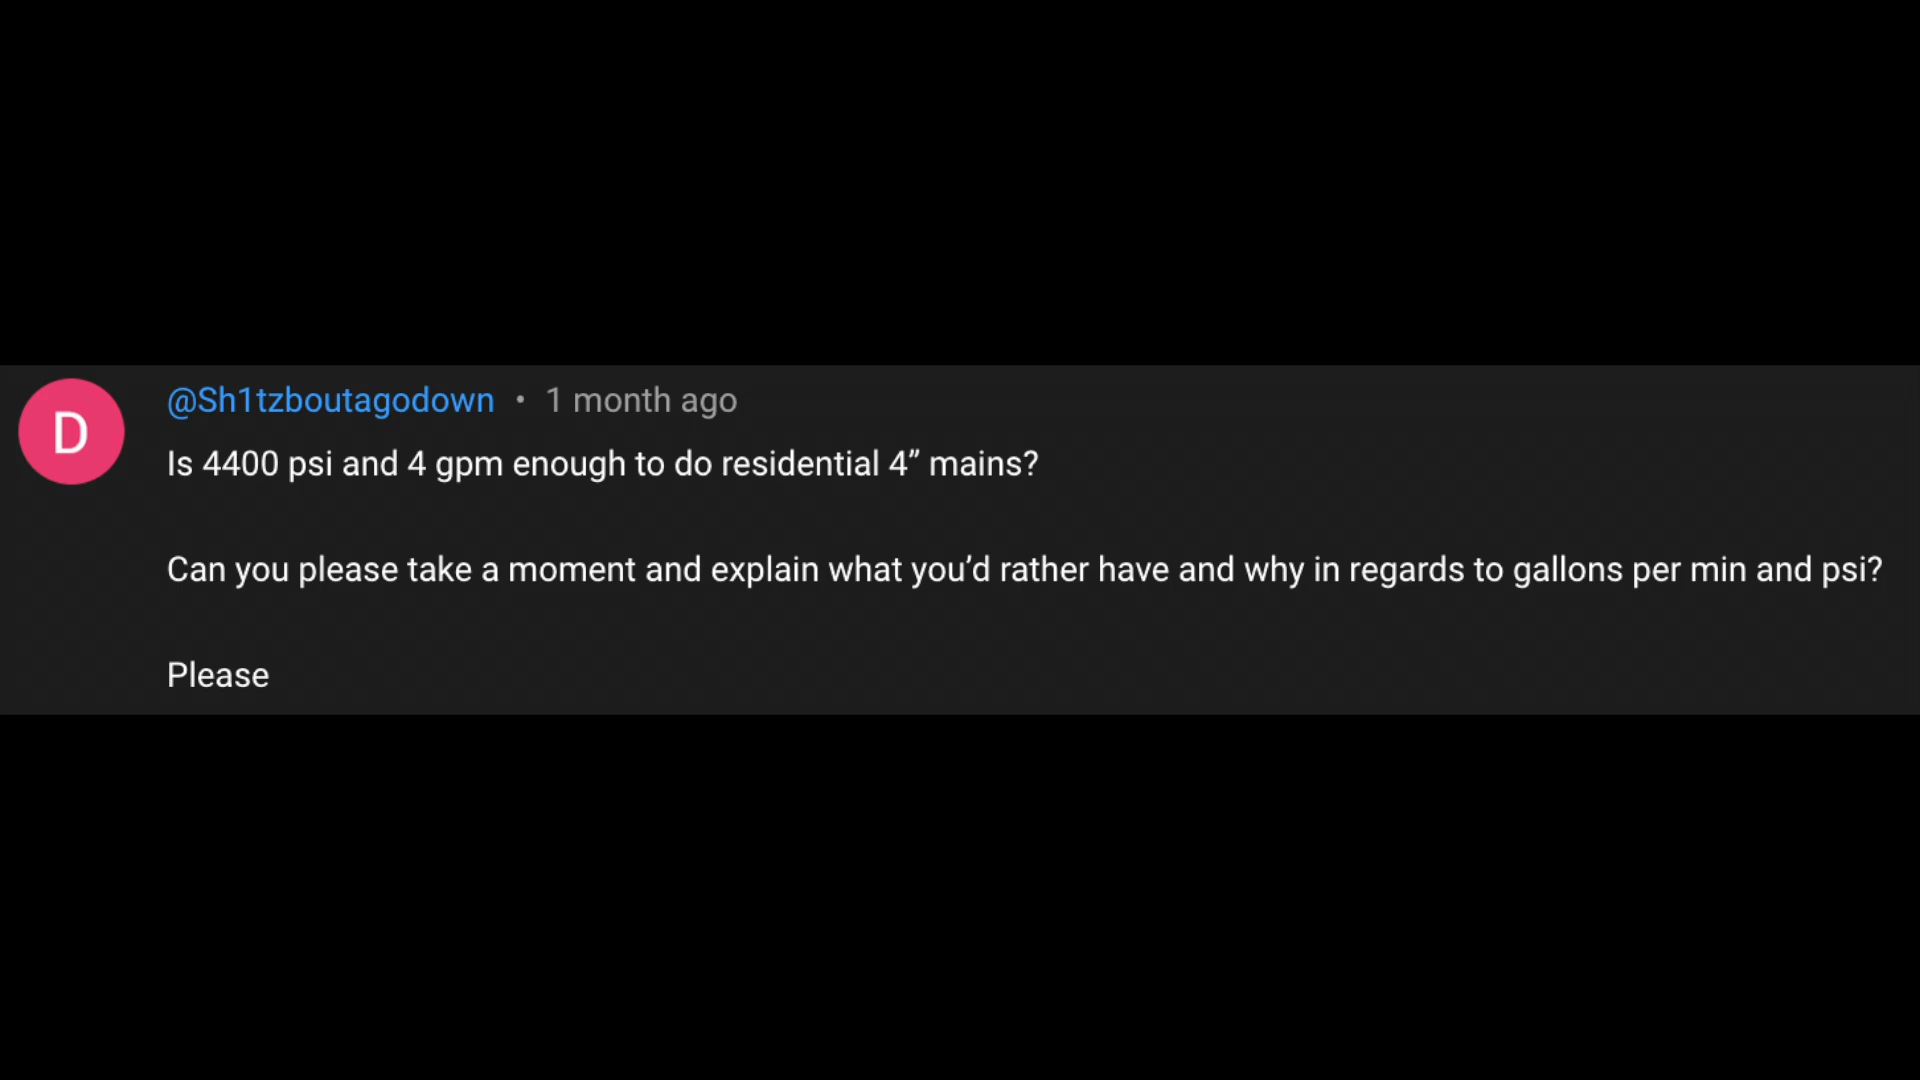 D
@Sh1tzboutagodown • 1 month ago
Is 4400 psi and 4 gpm enough to do residential 4” mains?
Can you please take a moment and explain what you’d rather have and why in regards to gallons per min and psi?
Please